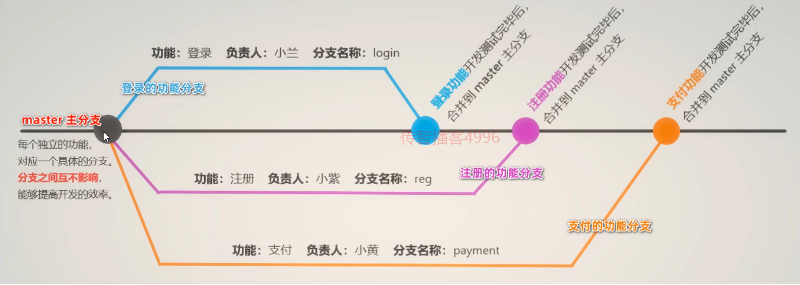 功能：登录 负责人：小兰 分支名称：login
登录的功能分支
登录功能开发测试完毕后，
合并到 master 主分支
注册功能开发测试完毕后，
合并到 master 主分支
支付功能开发测试完毕后，
合并到 master 主分支
master 主分支
每个独立的功能，
对应一个具体的分支。
分支之间互不影响，
能够提高开发的效率。
传智播客4996
功能：注册 负责人：小紫 分支名称：reg
注册的功能分支
支付的功能分支
功能：支付 负责人：小黄 分支名称：payment